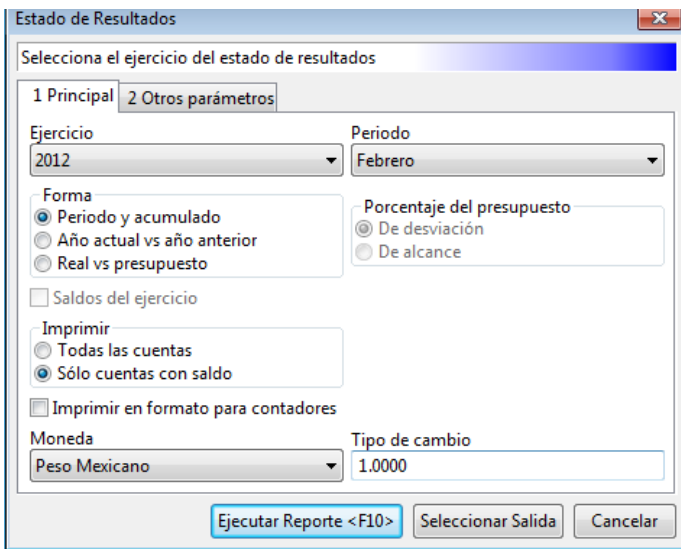 Estado de Resultados
Selecciona el ejercicio del estado de resultados
1 Principal 2 Otros parámetros
Ejercicio Periodo
2012 Febrero
Forma
Periodo y acumulado
Año actual vs año anterior
Real vs presupuesto
Porcentaje del presupuesto
De desviación
De alcance
Saldos del ejercicio
Imprimir
Todas las cuentas
Sólo cuentas con saldo
Imprimir en formato para contadores
Moneda Tipo de cambio
Peso Mexicano 1.0000
Ejecutar Reporte <F10> Seleccionar Salida Cancelar